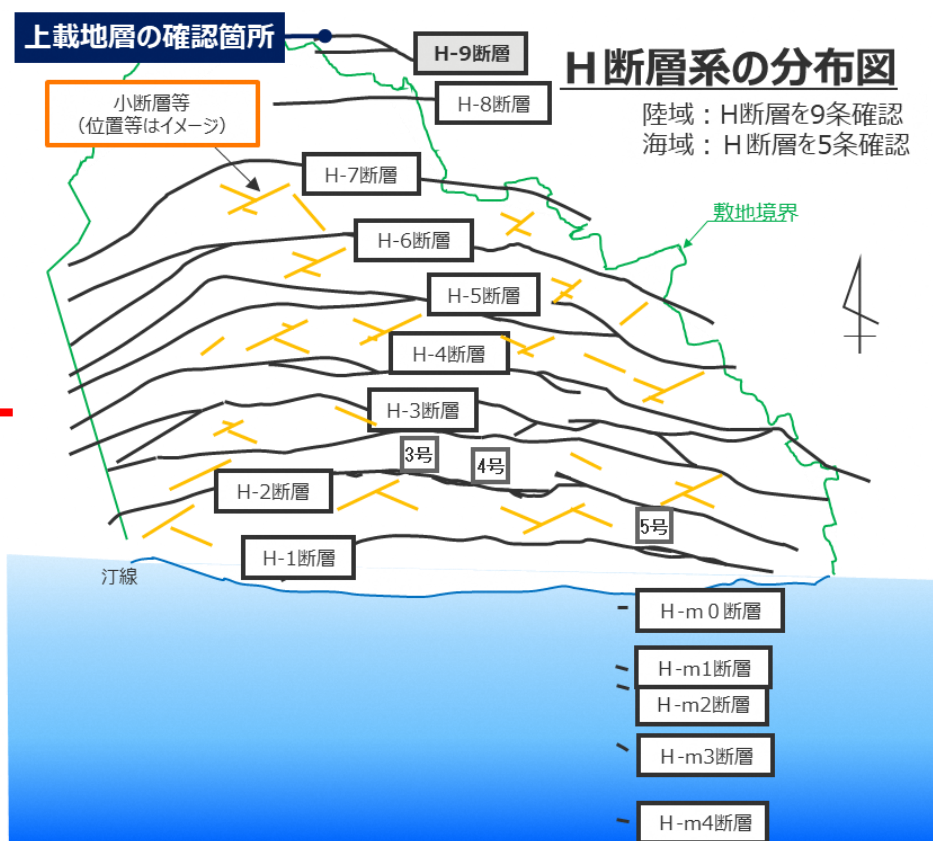 上載地層の確認箇所
H-9断層
H断層系の分布図
小断層等
(位置等はイメージ)
H-8断層
陸域：H断層を9条確認
海域：H断層を5条確認
H-7断層
敷地境界
H-6断層
H-5断層
H-4断層
H-3断層
3号
4号
H-2断層
5号
H-1断層
汀線
H-m０断層
H-m1断層
H-m2断層
H-m3断層
H-m4断層